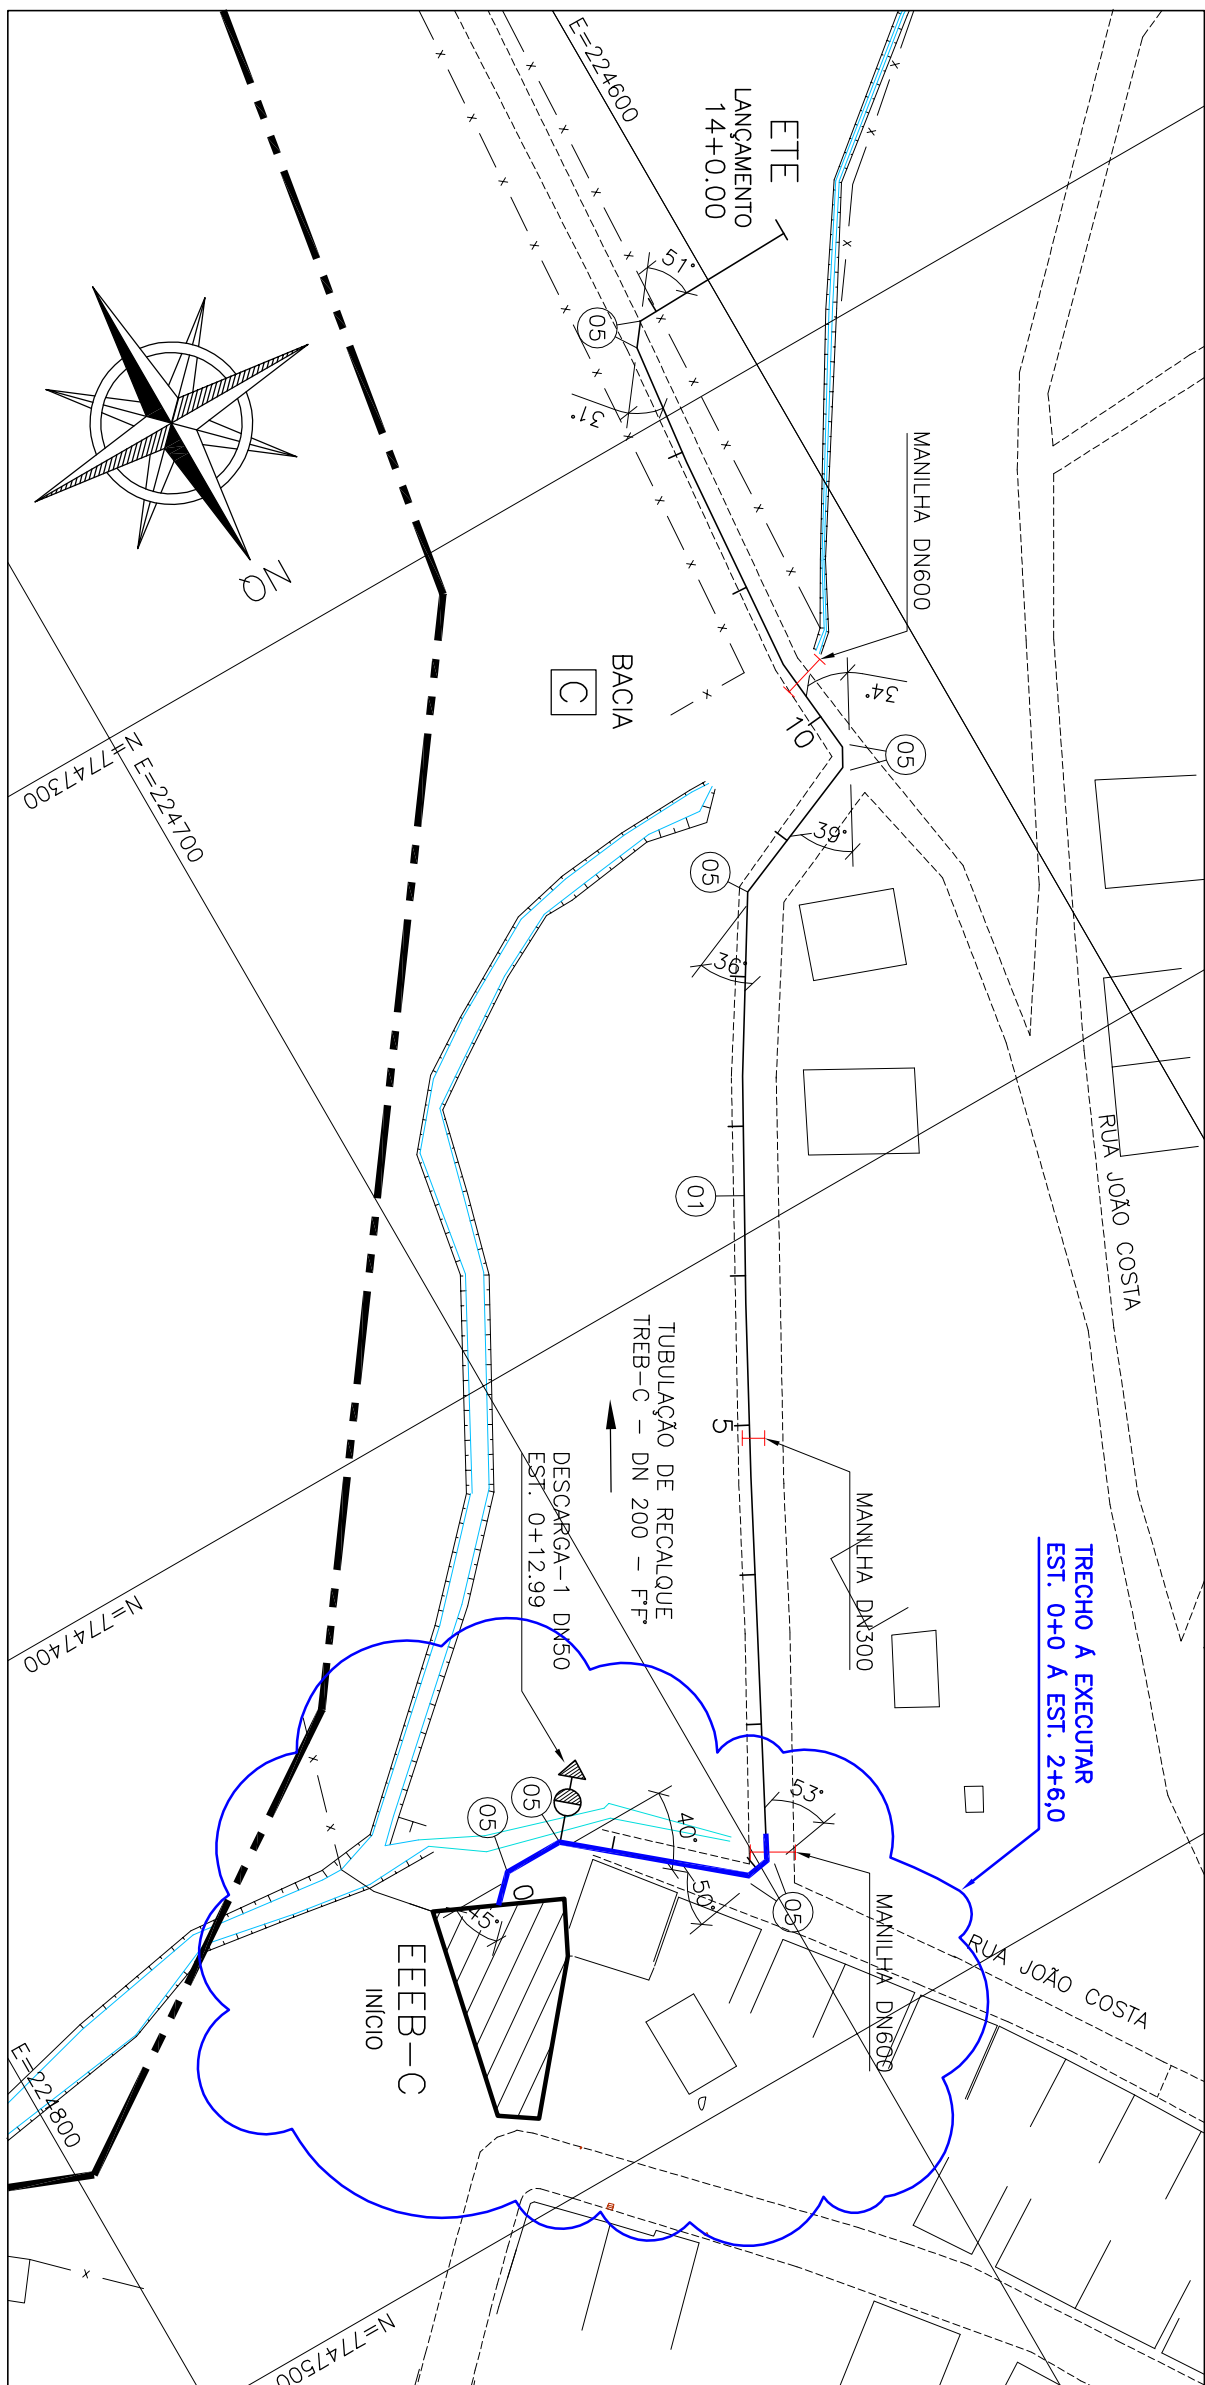 E=224600
ETE
LANÇAMENTO
14+0.00
51°
05
31°
MANILHA DN600
34°
10
05
39°
05
36°
NQ
BACIA
C
N=7747300
E=224700
RUA JOÃO COSTA
01
TUBULAÇÃO DE RECALQUE
TREB-C - DN 200 - FºFº
5
MANILHA DN300
DESCARGA-1 DN50
EST. 0+12.99
TRECHO Á EXECUTAR
EST. 0+0 Á EST. 2+6,0
N=7747400
53°
40°
05
05
50°
05
0
45°
MANILHA DN600
RUA JOÃO COSTA
EEEB-C
INÍCIO
E=224800
N=7747500